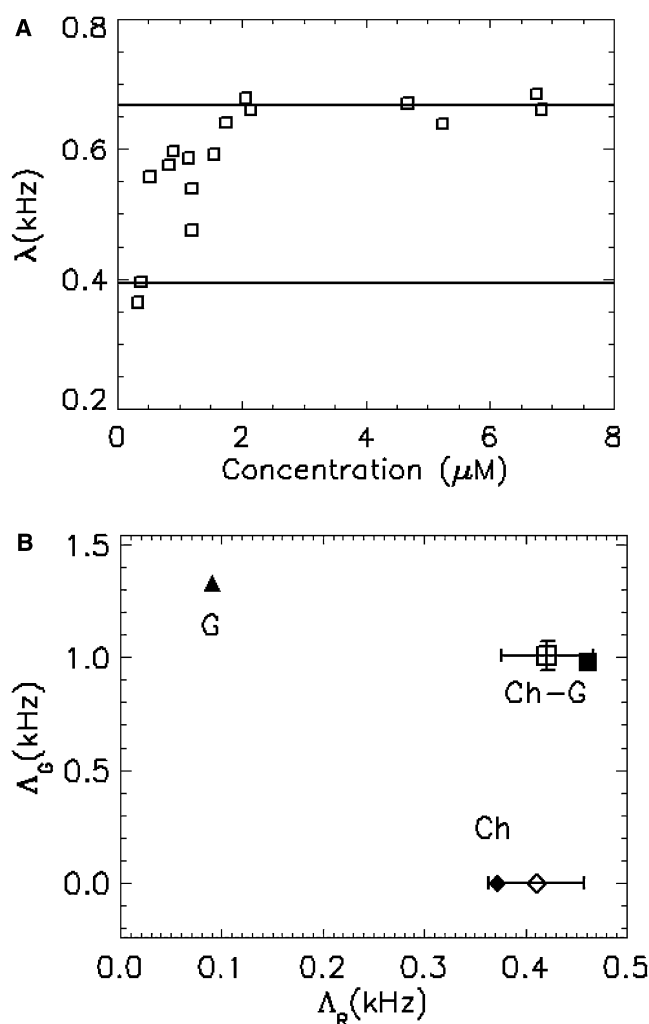 A
0.8
0.6
0.4
0.2
λ(kHz)
0 2 4 6 8
Concentration (μM)
B
1.5
1.0
0.5
0.0
Λ_G(kHz)
G
Ch-G
Ch
0.0 0.1 0.2 0.3 0.4 0.5
Λ_R(kHz)